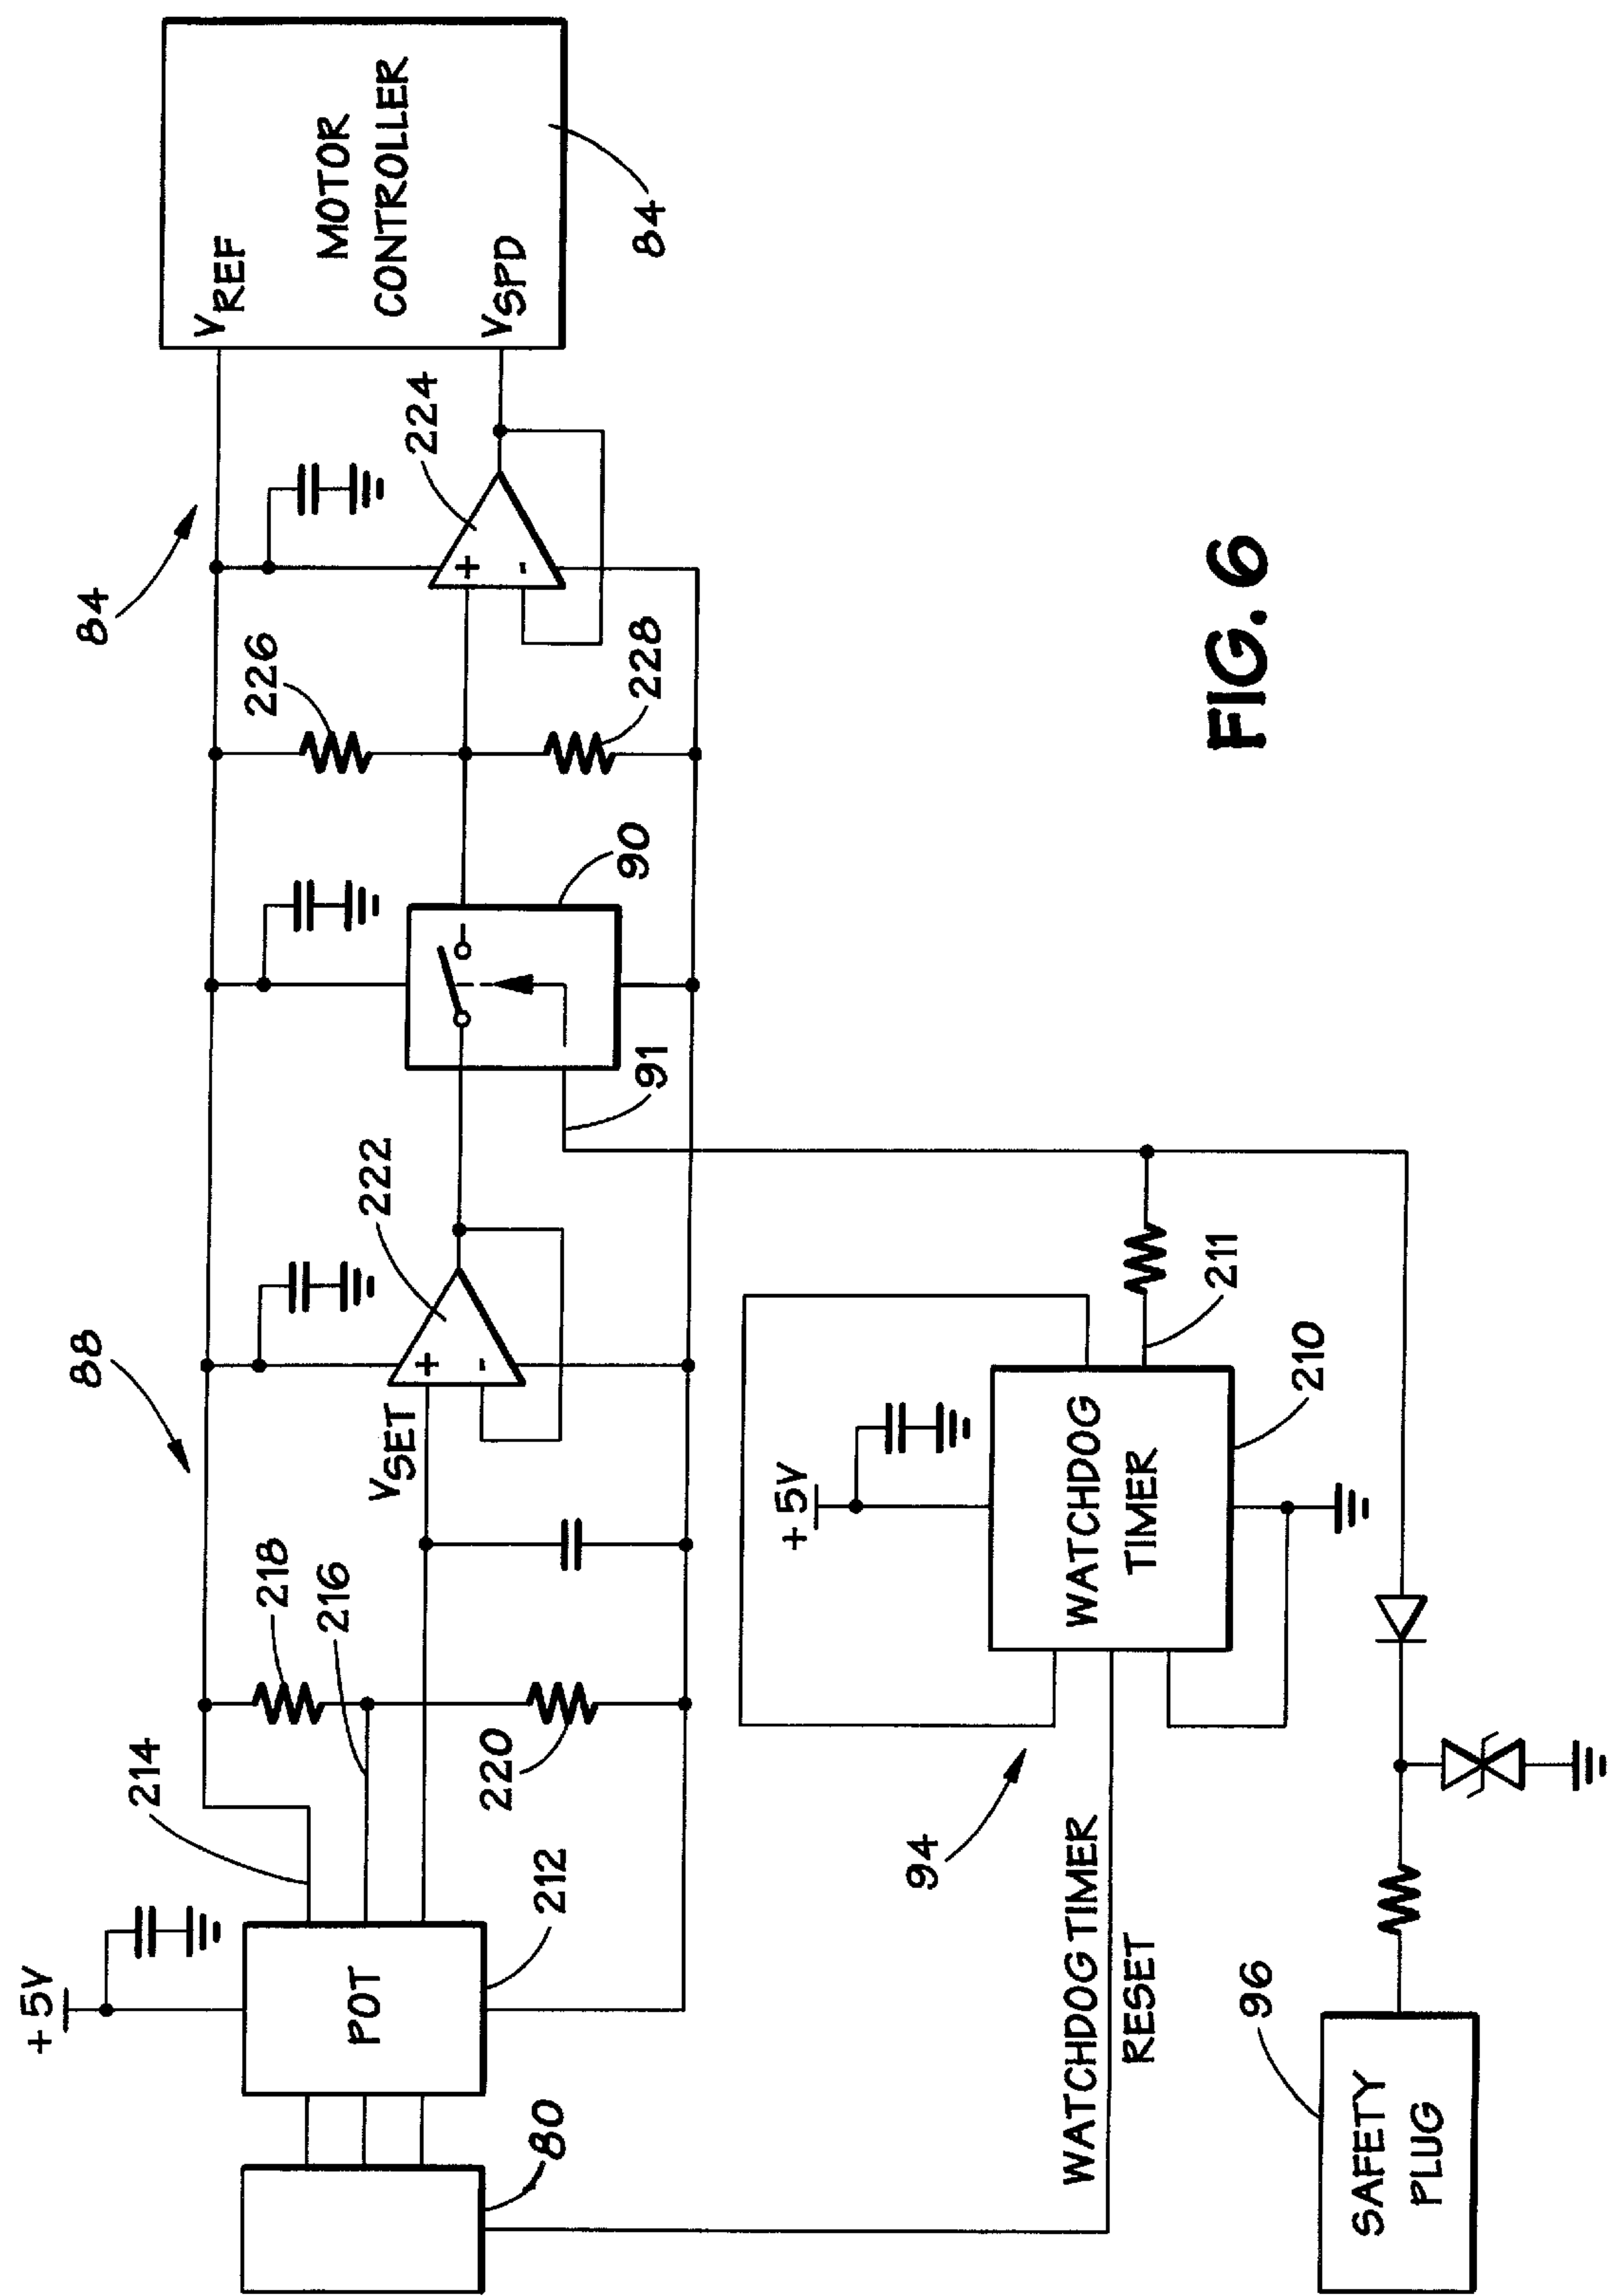 +5V
POT
212
214
216
218
220
88
VSET
222
91
90
226
228
84
224
VREF
MOTOR
CONTROLLER
VSPD
84
80
WATCHDOG TIMER
RESET
94
+5V
WATCHDOG
TIMER
210
211
SAFETY
PLUG
96
FIG. 6